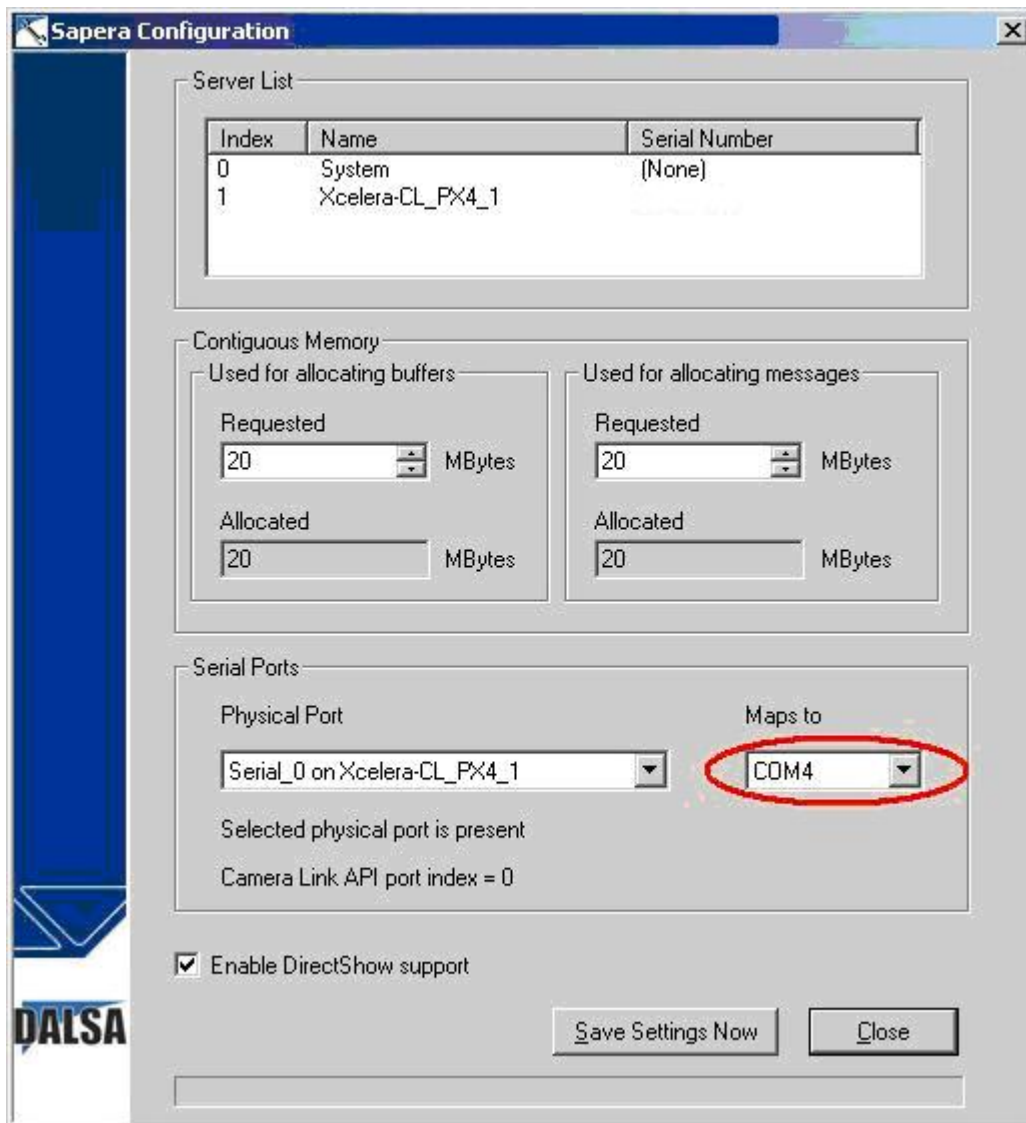 Sapera Configuration
Server List
Index Name Serial Number
0 System (None)
1 Xcelera-CL_PX4_1
Contiguous Memory
Used for allocating buffers Used for allocating messages
Requested Requested
20 MBytes 20 MBytes
Allocated Allocated
20 MBytes 20 MBytes
Serial Ports
Physical Port Maps to
Serial_0 on Xcelera-CL_PX4_1 COM4
Selected physical port is present
Camera Link API port index = 0
Enable DirectShow support
DALSA
Save Settings Now Close